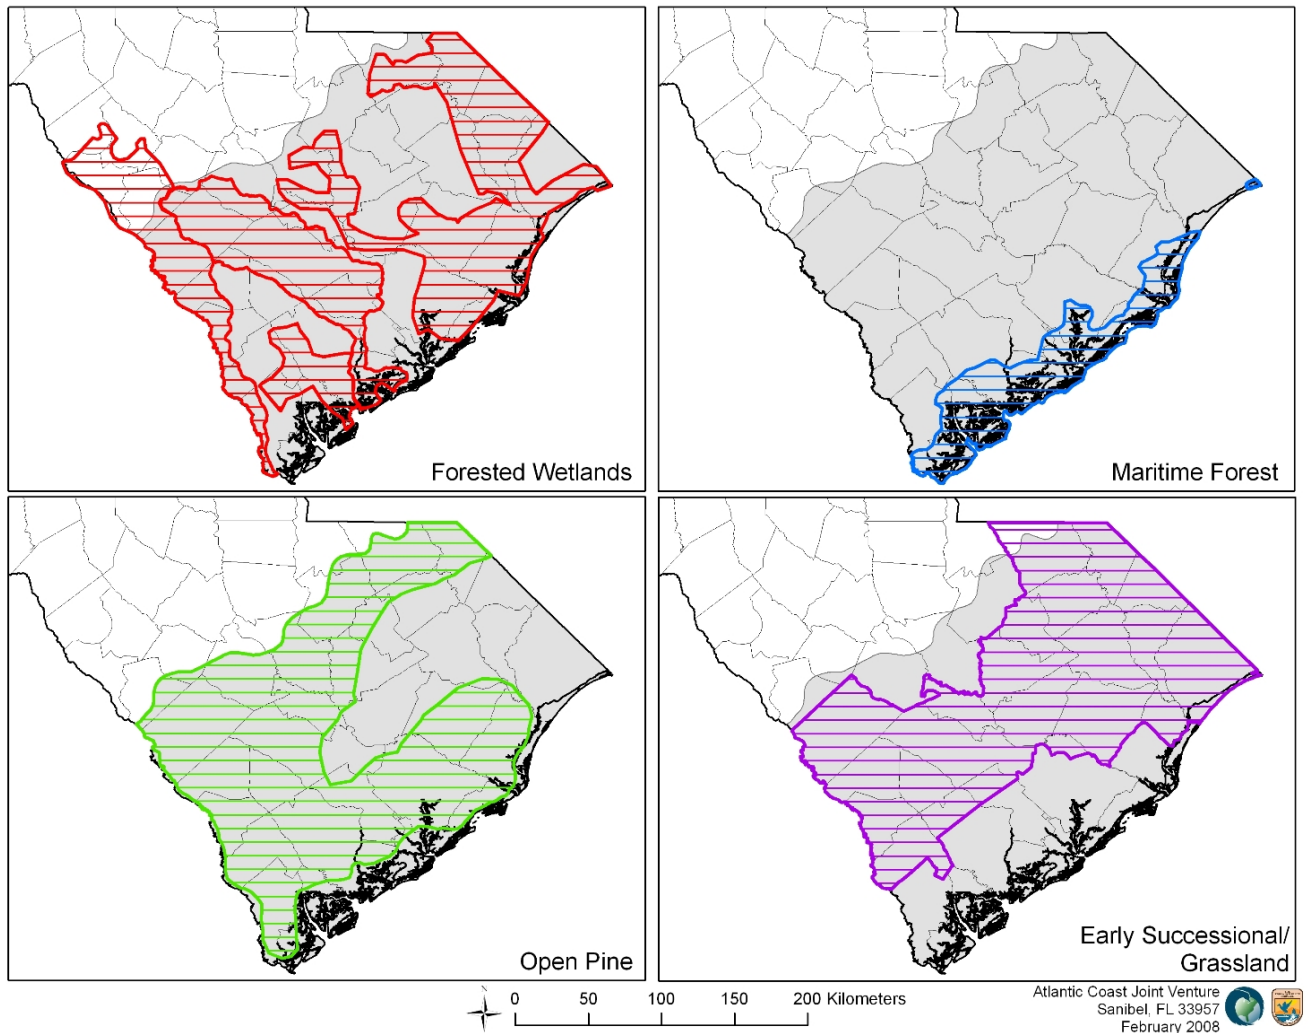 Forested Wetlands
Maritime Forest
Open Pine
Early Successional/
Grassland
N
0 50 100 150 200 Kilometers
Atlantic Coast Joint Venture
Sanibel, FL 33957
February 2008